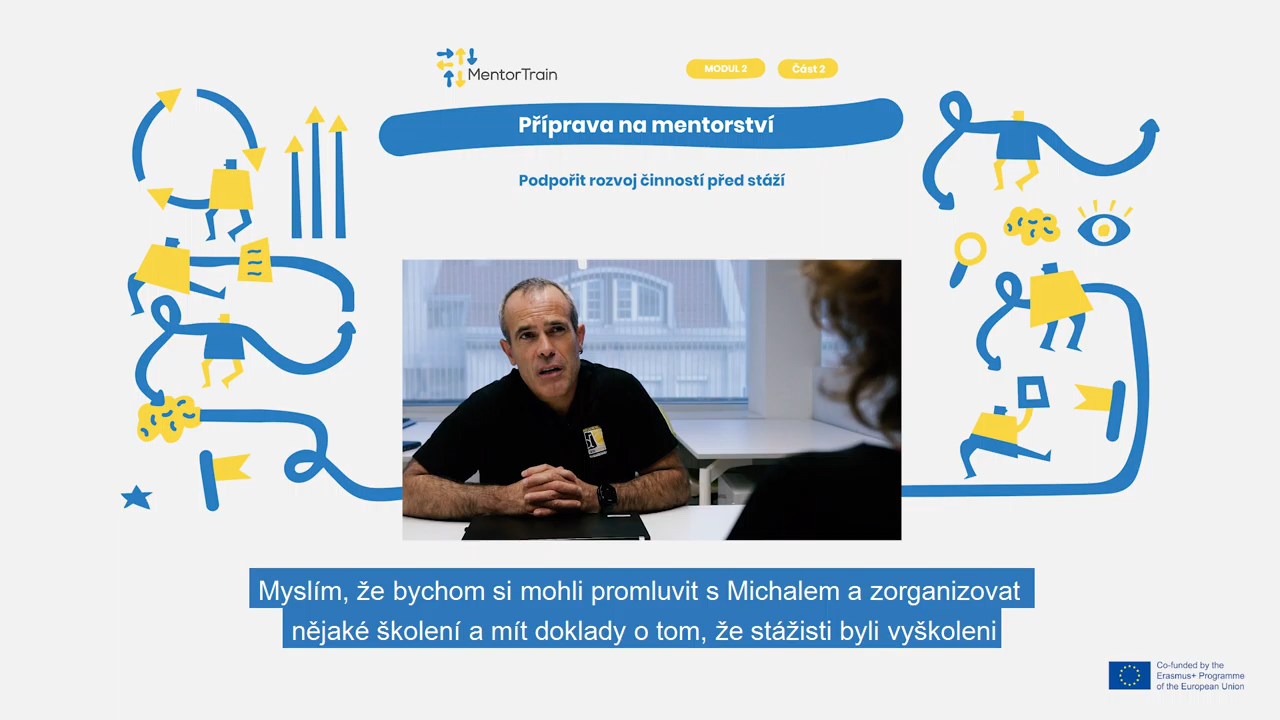 MentorTrain
MODUL 2
Část 2
Příprava na mentorství
Podpořit rozvoj činností před stáží
Myslím, že bychom si mohli promluvit s Michalem a zorganizovat
nějaké školení a mít doklady o tom, že stážisti byli vyškoleni
Co-funded by the
Erasmus+ Programme
of the European Union